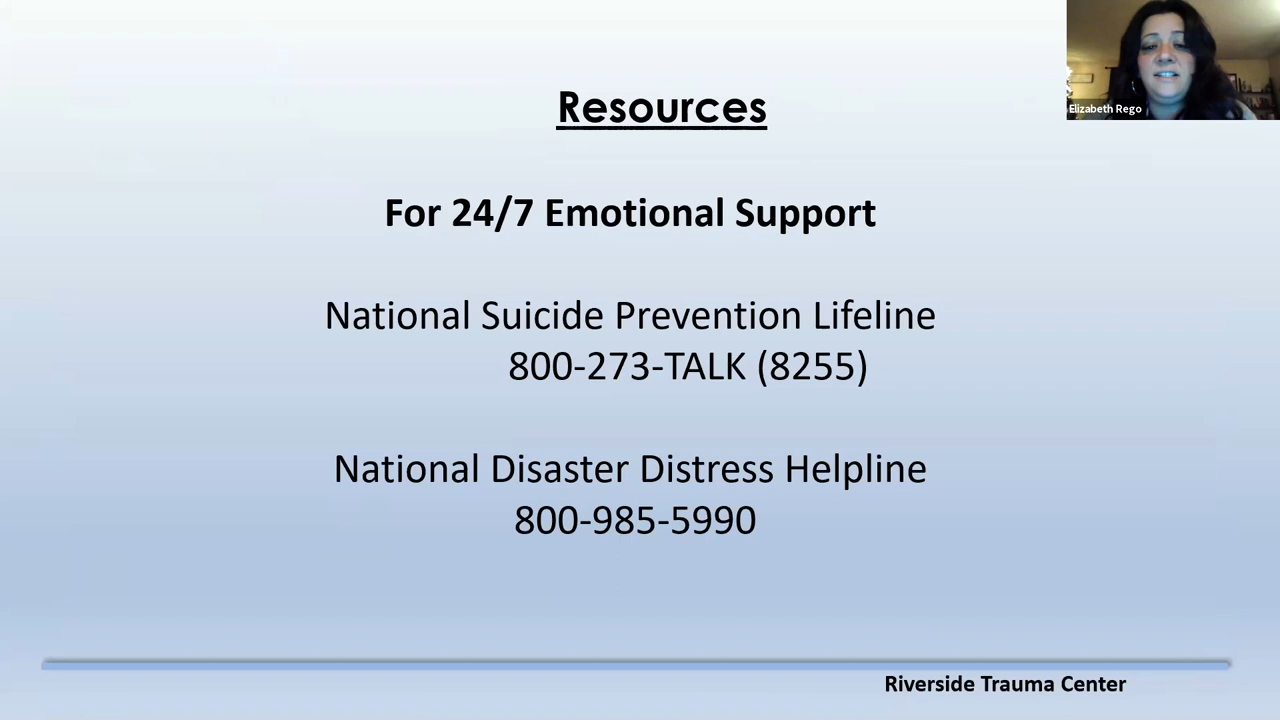 Resources
Elizabeth Rego
For 24/7 Emotional Support
National Suicide Prevention Lifeline
800-273-TALK (8255)
National Disaster Distress Helpline
800-985-5990
Riverside Trauma Center